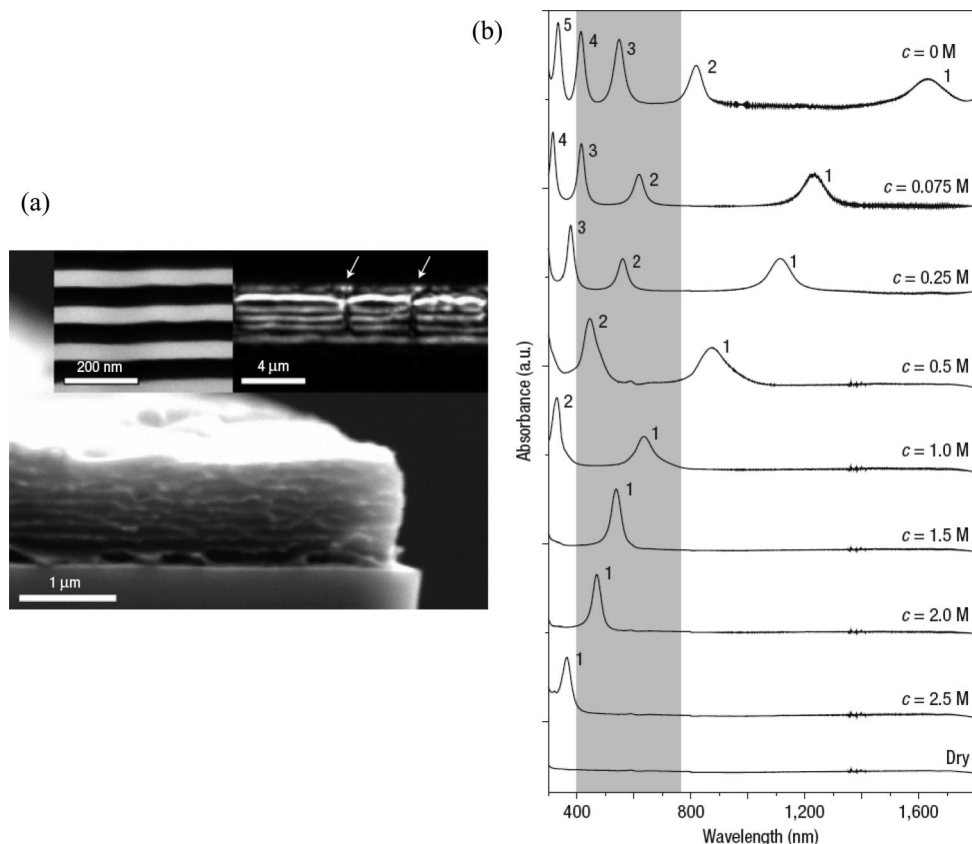 (a)
200 nm
4 µm
1 µm
(b)
5
4
3
2
1
c = 0 M
4
3
2
1
c = 0.075 M
3
2
1
c = 0.25 M
2
1
c = 0.5 M
2
1
c = 1.0 M
1
c = 1.5 M
1
c = 2.0 M
1
c = 2.5 M
Dry
Absorbance (a.u.)
400 800 1,200 1,600
Wavelength (nm)